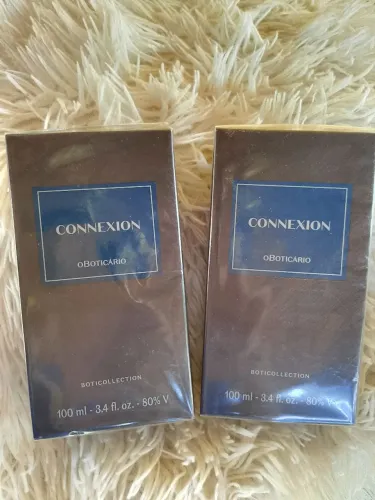 CONNEXION
oBoticário
BOTICOLLECTION
100 ml - 3.4 fl. oz. - 80% V
CONNEXION
oBoticário
BOTICOLLECTION
100 ml - 3.4 fl. oz. - 80% V